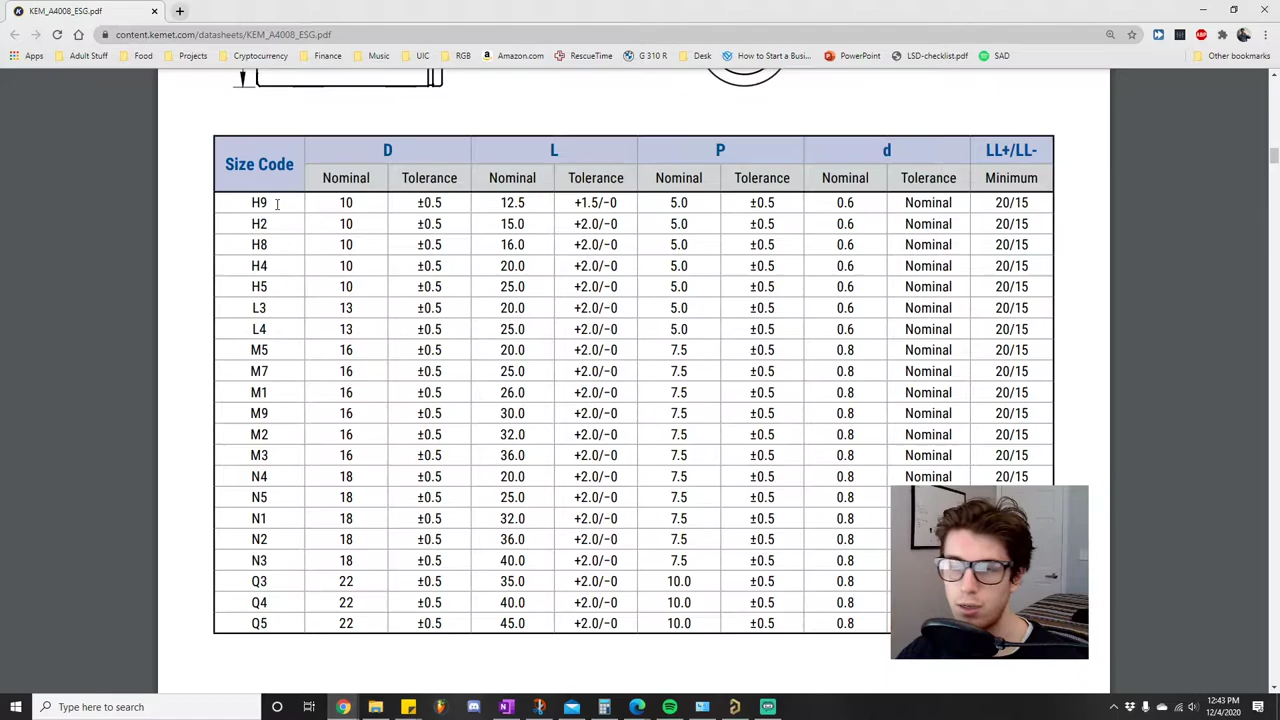 KEM_A4008_ESG.pdf
content.kemet.com/datasheets/KEM_A4008_ESG.pdf
Apps Adult Stuff Food Projects Cryptocurrency Finance Music UIC RGB Amazon.com RescueTime G 310 R Desk How to Start a Busi... PowerPoint LSD-checklist.pdf SAD Other bookmarks
Size Code D L P d LL+/LL-
Nominal Tolerance Nominal Tolerance Nominal Tolerance Nominal Tolerance Minimum
H9 10 ±0.5 12.5 +1.5/−0 5.0 ±0.5 0.6 Nominal 20/15
H2 10 ±0.5 15.0 +2.0/−0 5.0 ±0.5 0.6 Nominal 20/15
H8 10 ±0.5 16.0 +2.0/−0 5.0 ±0.5 0.6 Nominal 20/15
H4 10 ±0.5 20.0 +2.0/−0 5.0 ±0.5 0.6 Nominal 20/15
H5 10 ±0.5 25.0 +2.0/−0 5.0 ±0.5 0.6 Nominal 20/15
L3 13 ±0.5 20.0 +2.0/−0 5.0 ±0.5 0.6 Nominal 20/15
L4 13 ±0.5 25.0 +2.0/−0 5.0 ±0.5 0.6 Nominal 20/15
M5 16 ±0.5 20.0 +2.0/−0 7.5 ±0.5 0.8 Nominal 20/15
M7 16 ±0.5 25.0 +2.0/−0 7.5 ±0.5 0.8 Nominal 20/15
M1 16 ±0.5 26.0 +2.0/−0 7.5 ±0.5 0.8 Nominal 20/15
M9 16 ±0.5 30.0 +2.0/−0 7.5 ±0.5 0.8 Nominal 20/15
M2 16 ±0.5 32.0 +2.0/−0 7.5 ±0.5 0.8 Nominal 20/15
M3 16 ±0.5 36.0 +2.0/−0 7.5 ±0.5 0.8 Nominal 20/15
N4 18 ±0.5 20.0 +2.0/−0 7.5 ±0.5 0.8 Nominal 20/15
N5 18 ±0.5 25.0 +2.0/−0 7.5 ±0.5 0.8
N1 18 ±0.5 32.0 +2.0/−0 7.5 ±0.5 0.8
N2 18 ±0.5 36.0 +2.0/−0 7.5 ±0.5 0.8
N3 18 ±0.5 40.0 +2.0/−0 7.5 ±0.5 0.8
Q3 22 ±0.5 35.0 +2.0/−0 10.0 ±0.5 0.8
Q4 22 ±0.5 40.0 +2.0/−0 10.0 ±0.5 0.8
Q5 22 ±0.5 45.0 +2.0/−0 10.0 ±0.5 0.8
Type here to search
12:43 PM
12/4/2020